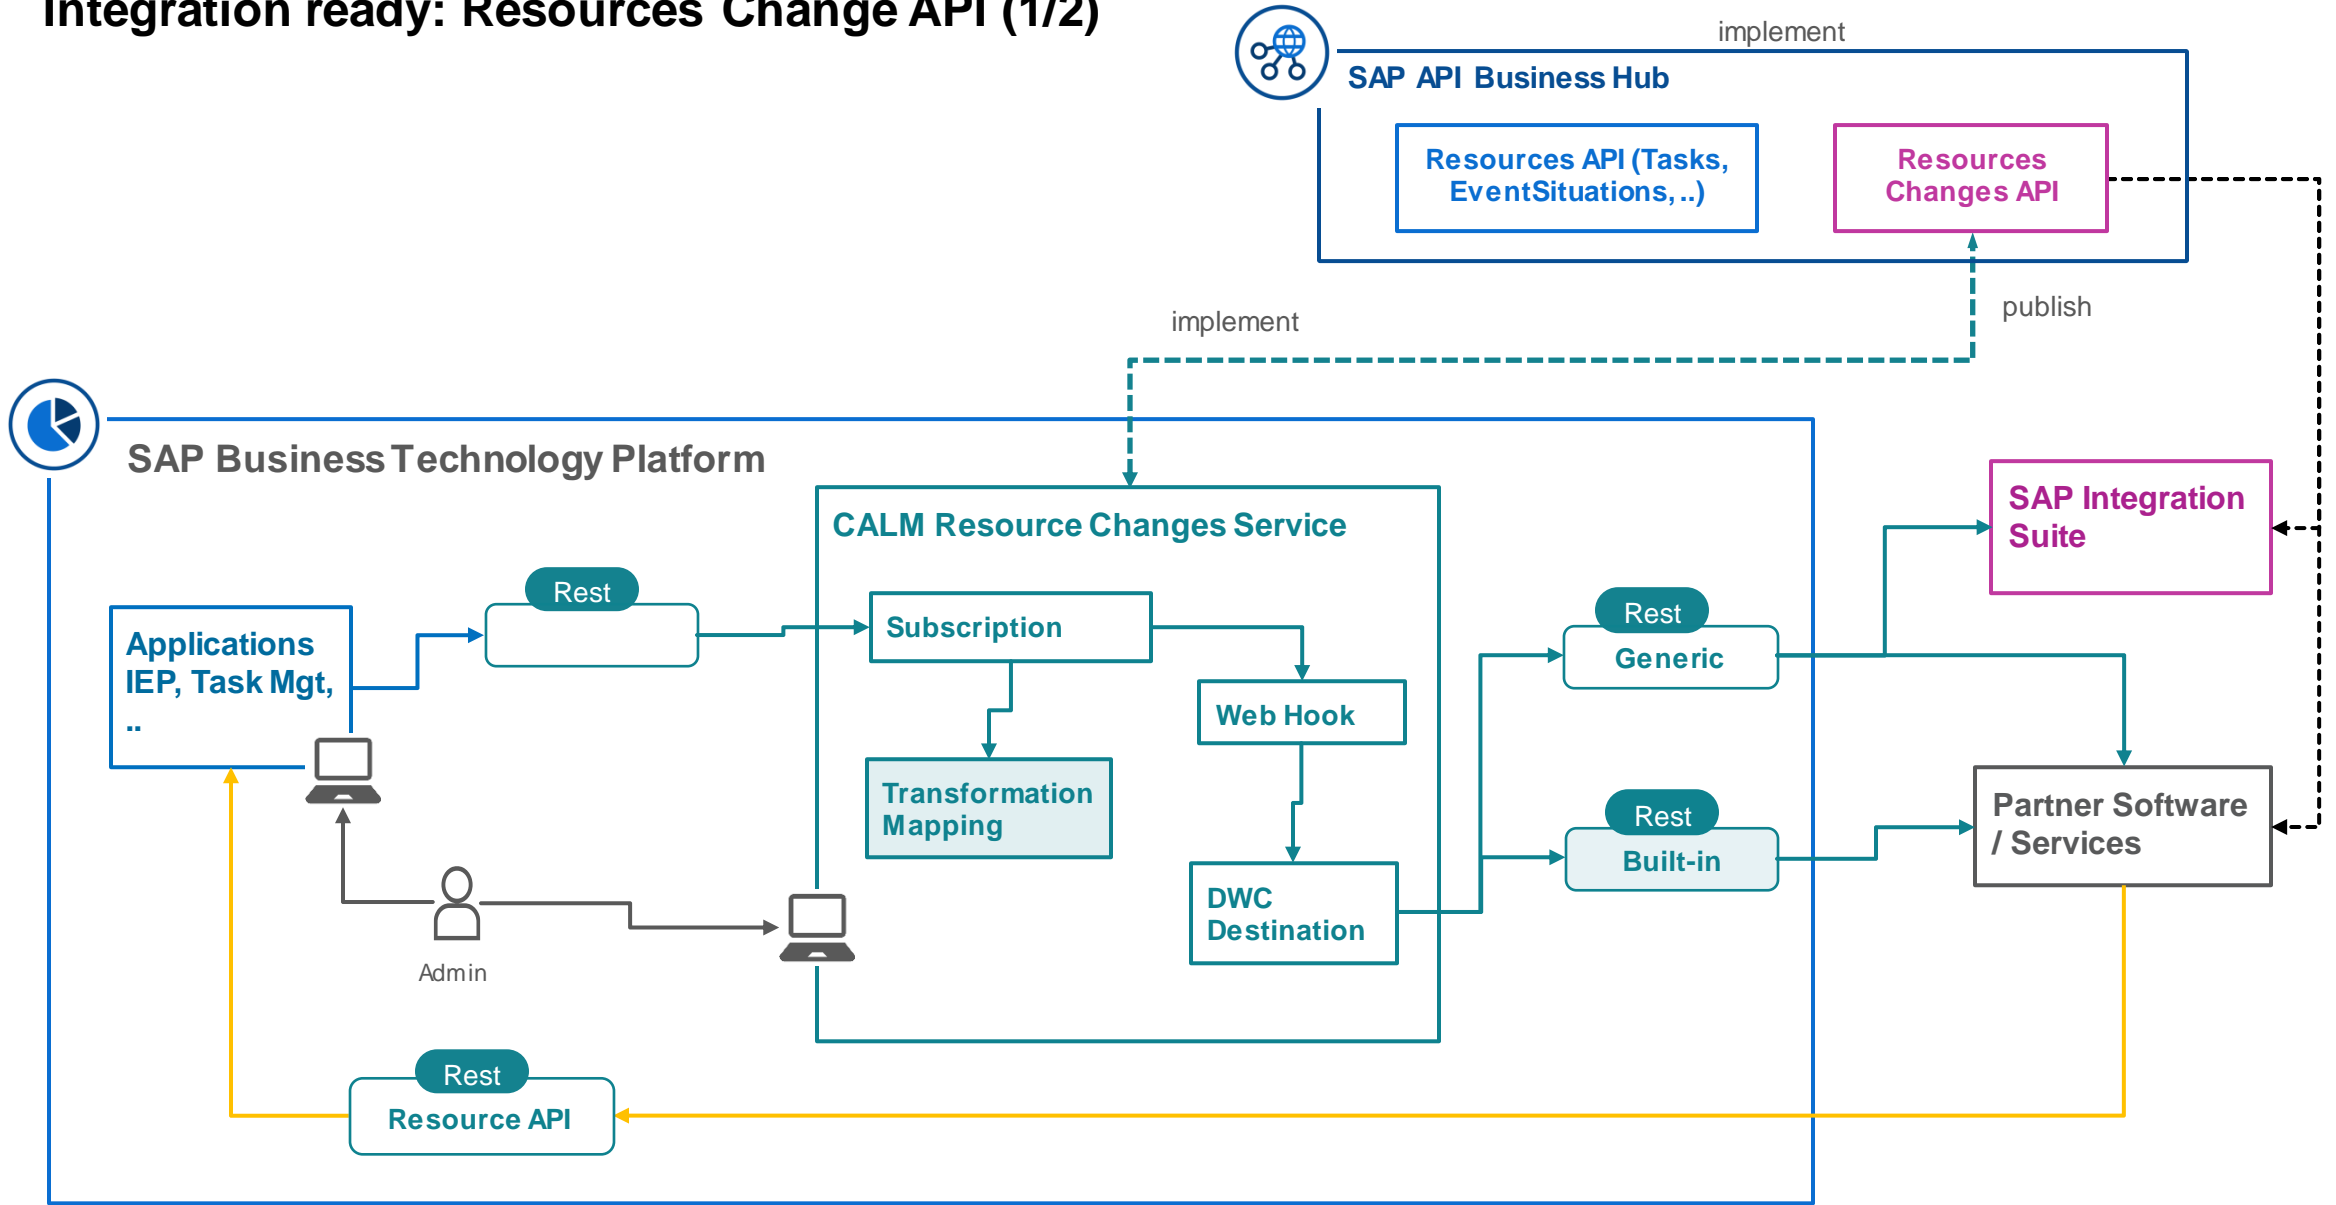 Integration ready: Resources Change API (1/2)
implement
SAP API Business Hub
Resources API (Tasks,
EventSituations, ..)
Resources
Changes API
implement
publish
SAP Business Technology Platform
CALM Resource Changes Service
SAP Integration
Suite
Rest
Applications
IEP, Task Mgt,
..
Subscription
Rest
Generic
Web Hook
Transformation
Mapping
Rest
Built-in
Partner Software
/ Services
DWC
Destination
Admin
Rest
Resource API